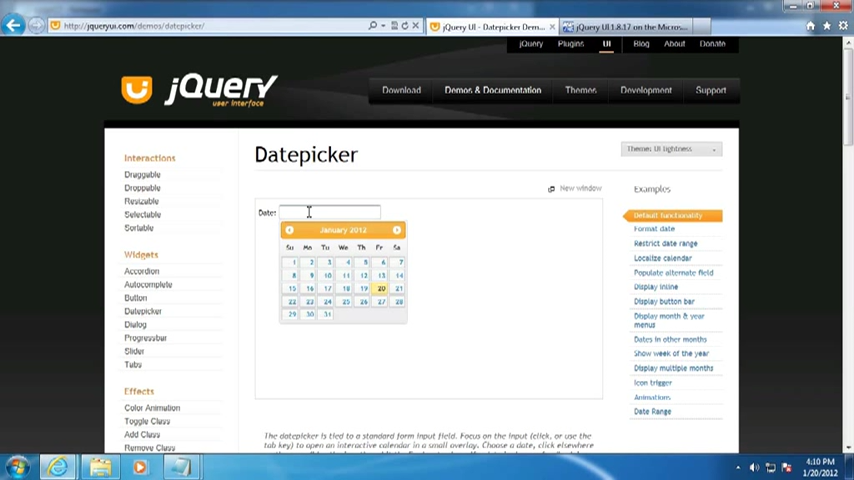 http://jqueryui.com/demos/datepicker/
jQuery UI - Datepicker Dem...
jQuery UI 1.8.17 on the Micros...
jQuery Plugins UI Blog About Donate
jQuery
user interface
Download Demos & Documentation Themes Development Support
Interactions
Draggable
Droppable
Resizable
Selectable
Sortable
Widgets
Accordion
Autocomplete
Button
Datepicker
Dialog
Progressbar
Slider
Tabs
Effects
Color Animation
Toggle Class
Add Class
Remove Class
Datepicker
New window
Date:
January 2012
Su Mo Tu We Th Fr Sa
1 2 3 4 5 6 7
8 9 10 11 12 13 14
15 16 17 18 19 20 21
22 23 24 25 26 27 28
29 30 31
The datepicker is tied to a standard form input field. Focus on the input (click, or use the
tab key) to open an interactive calendar in a small overlay. Choose a date, click elsewhere
Theme: UI lightness
Examples
Default functionality
Format date
Restrict date range
Localize calendar
Populate alternate field
Display inline
Display button bar
Display month & year
menus
Dates in other months
Show week of the year
Display multiple months
Icon trigger
Animations
Date Range
4:10 PM
1/20/2012